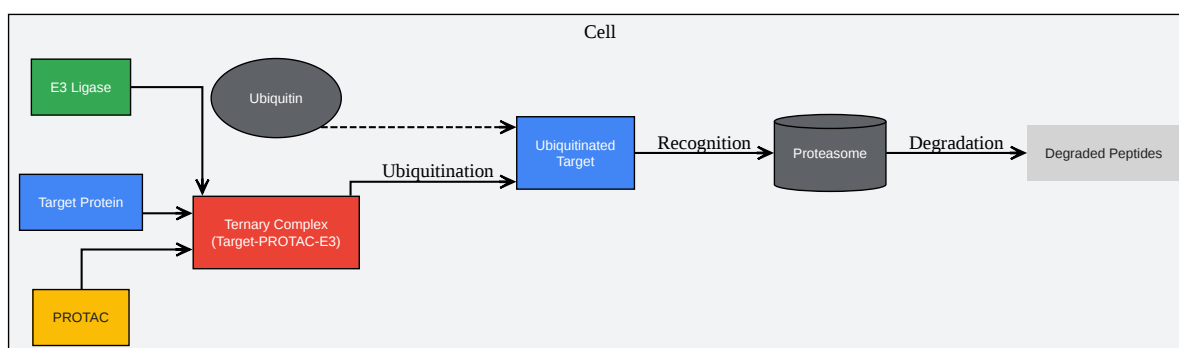 Cell
E3 Ligase
Ubiquitin
Target Protein
PROTAC
Ternary Complex
(Target-PROTAC-E3)
Ubiquitination
Ubiquitinated
Target
Recognition
Proteasome
Degradation
Degraded Peptides